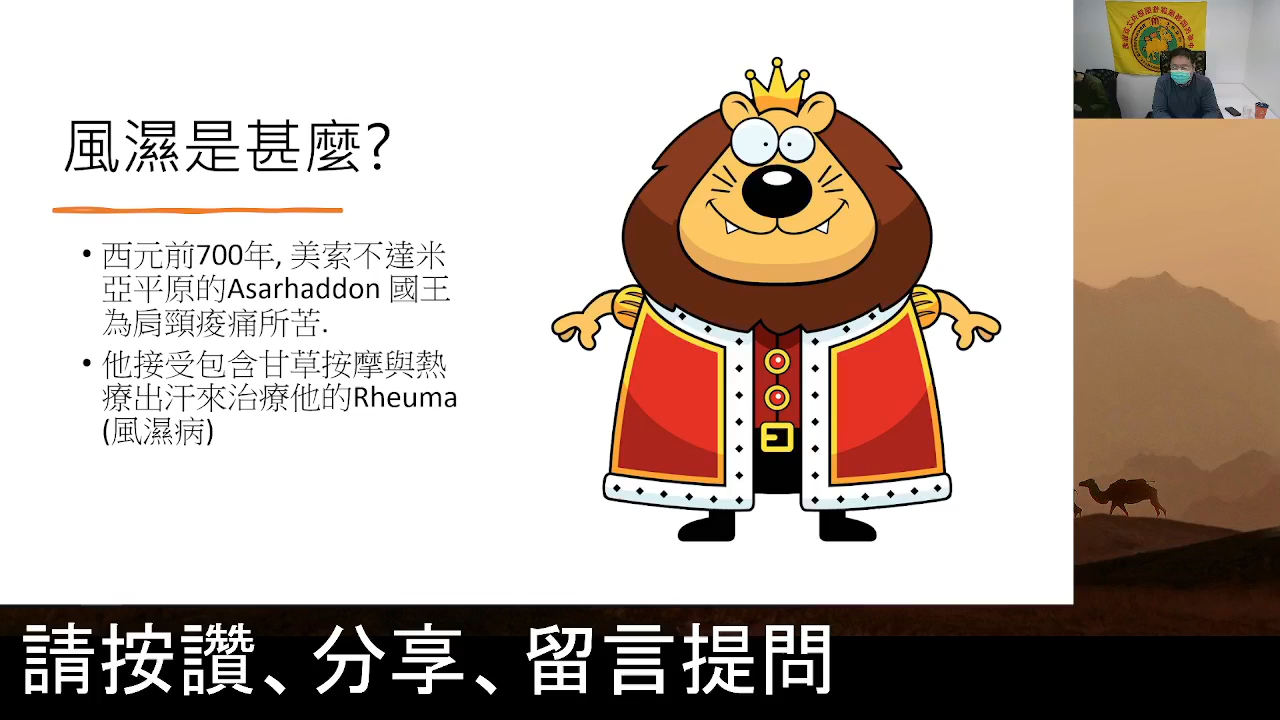 風濕是甚麼?
• 西元前700年, 美索不達米
亞平原的Asarhaddon 國王
為肩頸痠痛所苦.
• 他接受包含甘草按摩與熱
療出汗來治療他的Rheuma
(風濕病)
請按讚、分享、留言提問